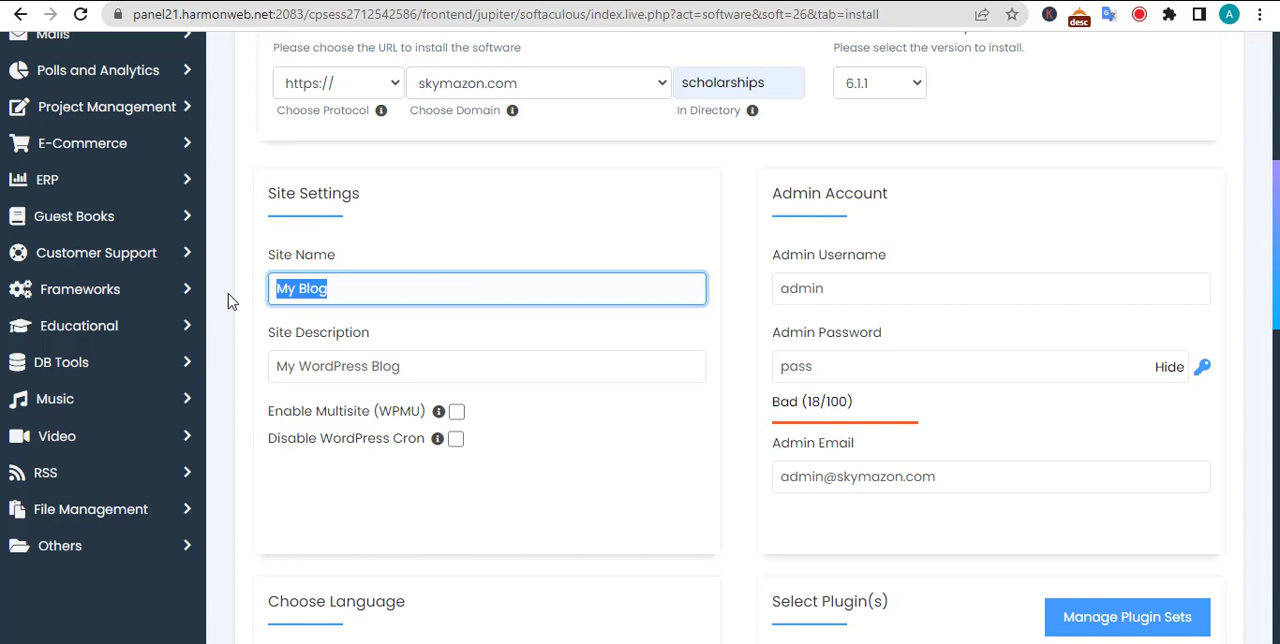 panel21.harmonweb.net:2083/cpsess2712542586/frontend/jupiter/softaculous/index.live.php?act=software&soft=26&tab=install
K
desc
A
Mails
Polls and Analytics
Project Management
E-Commerce
ERP
Guest Books
Customer Support
Frameworks
Educational
DB Tools
Music
Video
RSS
File Management
Others
Please choose the URL to install the software
https://
skymazon.com
scholarships
Choose Protocol
Choose Domain
In Directory
Please select the version to install.
6.1.1
Site Settings
Site Name
My Blog
Site Description
My WordPress Blog
Enable Multisite (WPMU)
Disable WordPress Cron
Admin Account
Admin Username
admin
Admin Password
pass
Hide
Bad (18/100)
Admin Email
admin@skymazon.com
Choose Language
Select Plugin(s)
Manage Plugin Sets